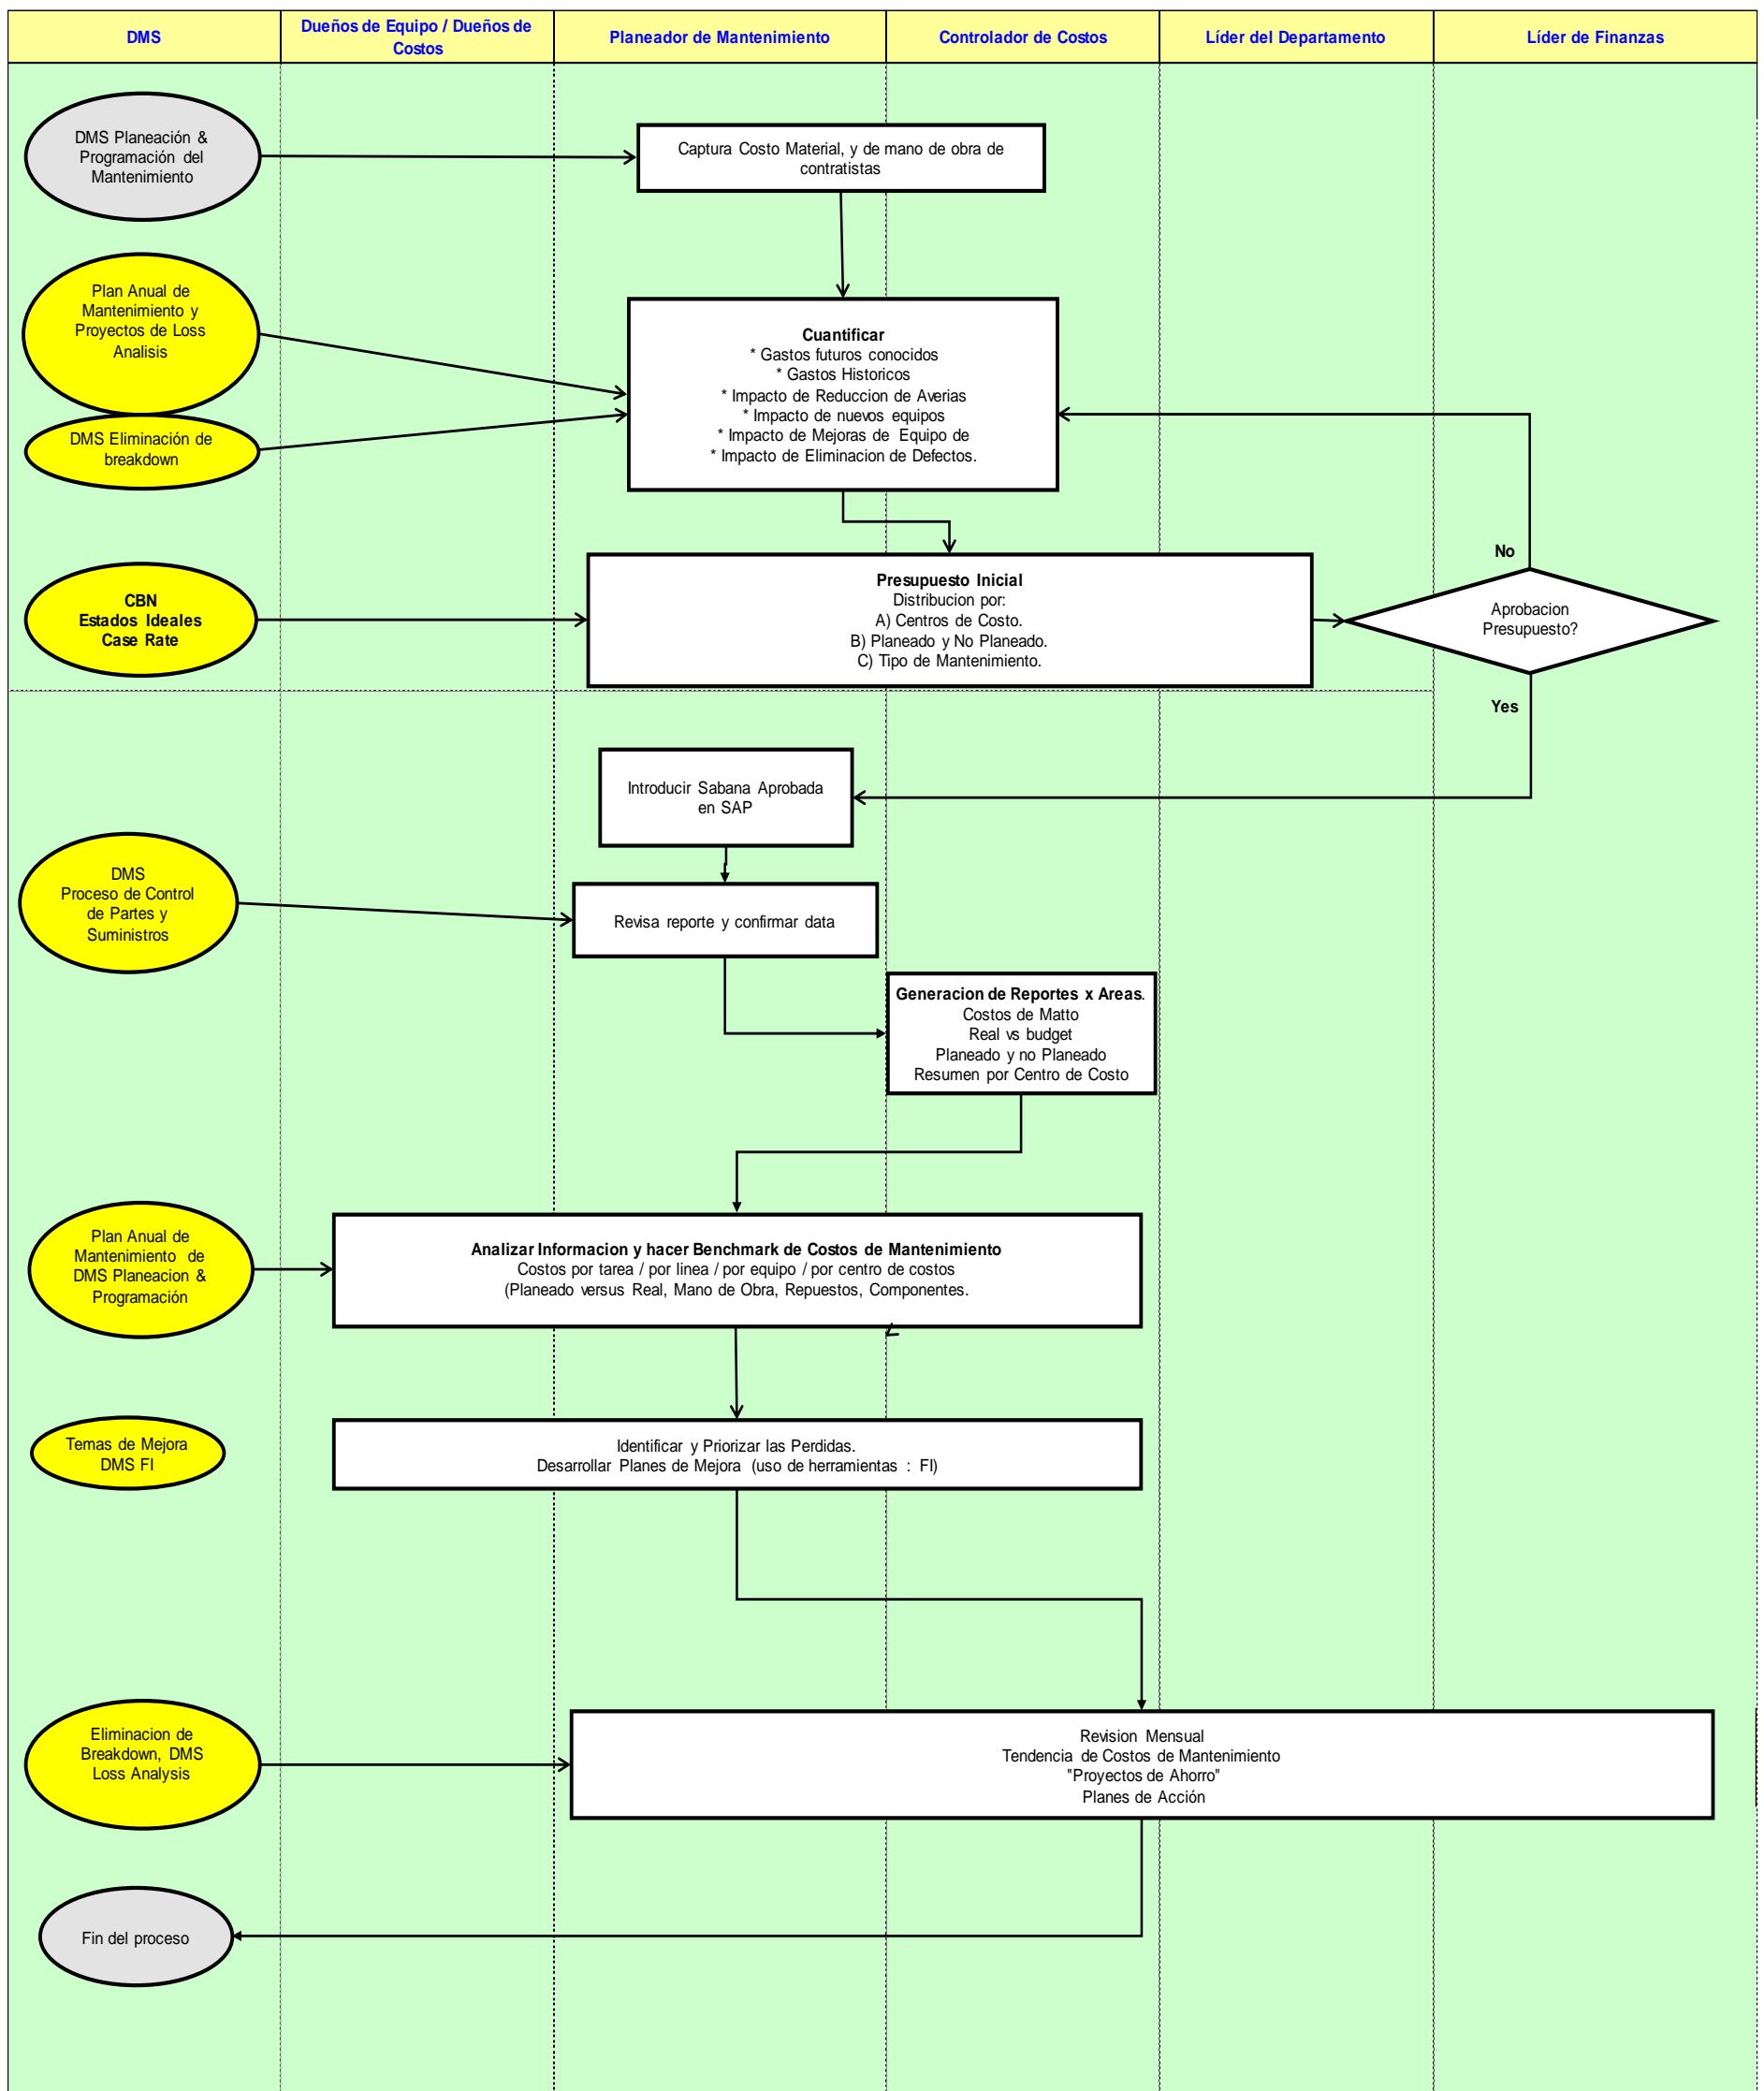 DMS
Dueños de Equipo / Dueños de
Costos
Planeador de Mantenimiento
Controlador de Costos
Líder del Departamento
Líder de Finanzas
DMS Planeación &
Programación del
Mantenimiento
Captura Costo Material, y de mano de obra de
contratistas
Plan Anual de
Mantenimiento y
Proyectos de Loss
Analisis
DMS Eliminación de
breakdown
Cuantificar
* Gastos futuros conocidos
* Gastos Historicos
* Impacto de Reduccion de Averias
* Impacto de nuevos equipos
* Impacto de Mejoras de Equipo de
* Impacto de Eliminacion de Defectos.
CBN
Estados Ideales
Case Rate
Presupuesto Inicial
Distribucion por:
A) Centros de Costo.
B) Planeado y No Planeado.
C) Tipo de Mantenimiento.
No
Aprobacion
Presupuesto?
Yes
Introducir Sabana Aprobada
en SAP
DMS
Proceso de Control
de Partes y
Suministros
Revisa reporte y confirmar data
Generacion de Reportes x Areas.
Costos de Matto
Real vs budget
Planeado y no Planeado
Resumen por Centro de Costo
Plan Anual de
Mantenimiento de
DMS Planeacion &
Programación
Analizar Informacion y hacer Benchmark de Costos de Mantenimiento
Costos por tarea / por linea / por equipo / por centro de costos
(Planeado versus Real, Mano de Obra, Repuestos, Componentes.
Temas de Mejora
DMS FI
Identificar y Priorizar las Perdidas.
Desarrollar Planes de Mejora (uso de herramientas : FI)
Eliminacion de
Breakdown, DMS
Loss Analysis
Revision Mensual
Tendencia de Costos de Mantenimiento
"Proyectos de Ahorro"
Planes de Acción
Fin del proceso